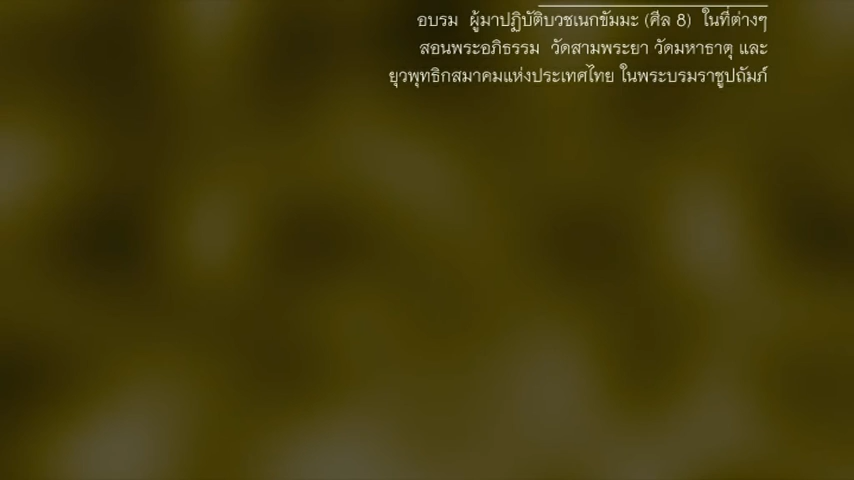 อบรม ผู้มาปฏิบัติบวชเนกขัมมะ (ศีล 8) ในที่ต่างๆ
สอนพระอภิธรรม วัดสามพระยา วัดมหาธาตุ และ
ยุวพุทธิกสมาคมแห่งประเทศไทย ในพระบรมราชูปถัมภ์